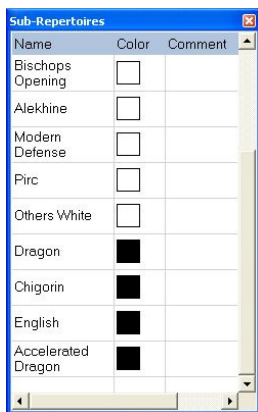 Sub-Repertoires
Name Color Comment
Bischops
Opening
Alekhine
Modern
Defense
Pirc
Others White
Dragon
Chigorin
English
Accelerated
Dragon